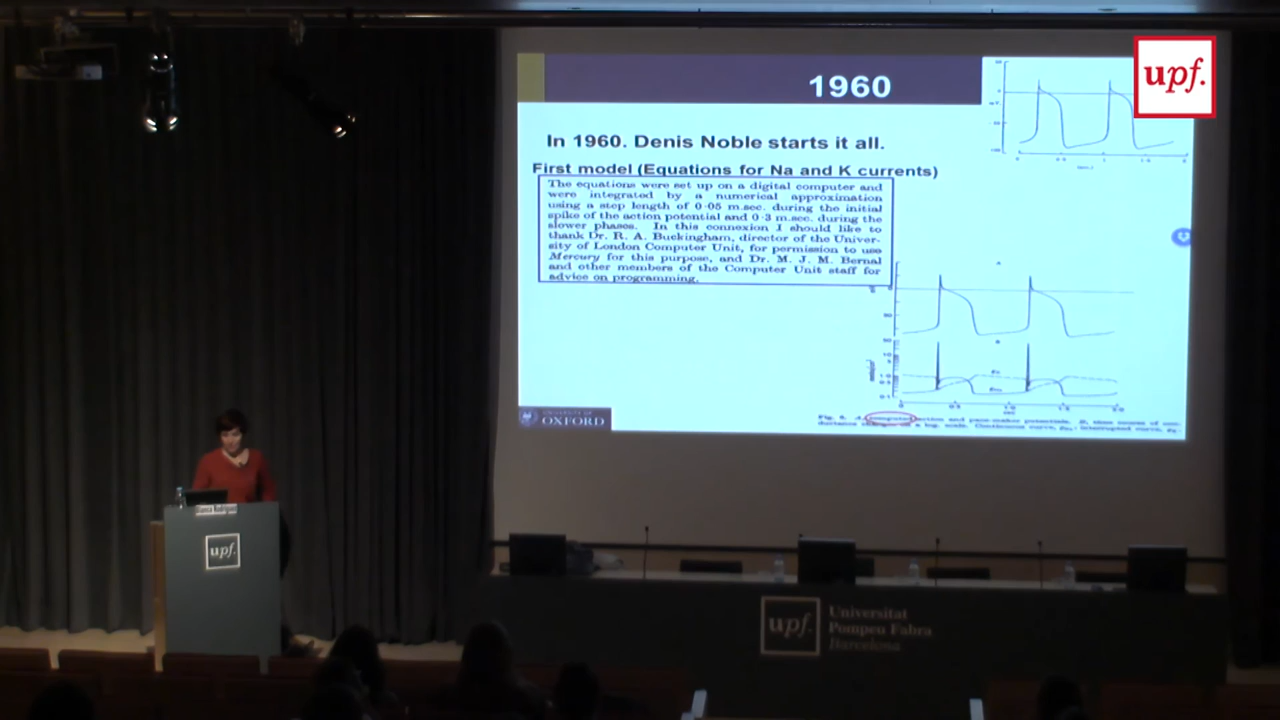 1960
upf.
In 1960. Denis Noble starts it all.
First model (Equations for Na and K currents)
The equations were set up on a digital computer and
were integrated by a numerical approximation
using a step length of 0·05 m.sec. during the initial
spike of the action potential and 0·3 m.sec. during the
slower phases. In this connexion I should like to
thank Dr. R. A. Buckingham, director of the Univer-
sity of London Computer Unit, for permission to use
Mercury for this purpose, and Dr. M. J. M. Bernal
and other members of the Computer Unit staff for
advice on programming.
UNIVERSITY OF
OXFORD
upf.
upf.
Universitat
Pompeu Fabra
Barcelona